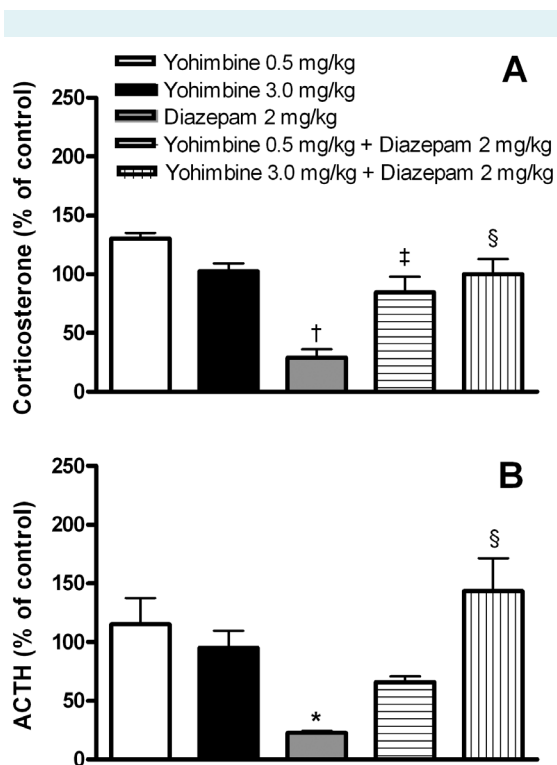 A
Yohimbine 0.5 mg/kg
Yohimbine 3.0 mg/kg
Diazepam 2 mg/kg
Yohimbine 0.5 mg/kg + Diazepam 2 mg/kg
Yohimbine 3.0 mg/kg + Diazepam 2 mg/kg
Corticosterone (% of control)
250
200
150
100
50
0
†
‡
§
B
ACTH (% of control)
250
200
150
100
50
0
*
§